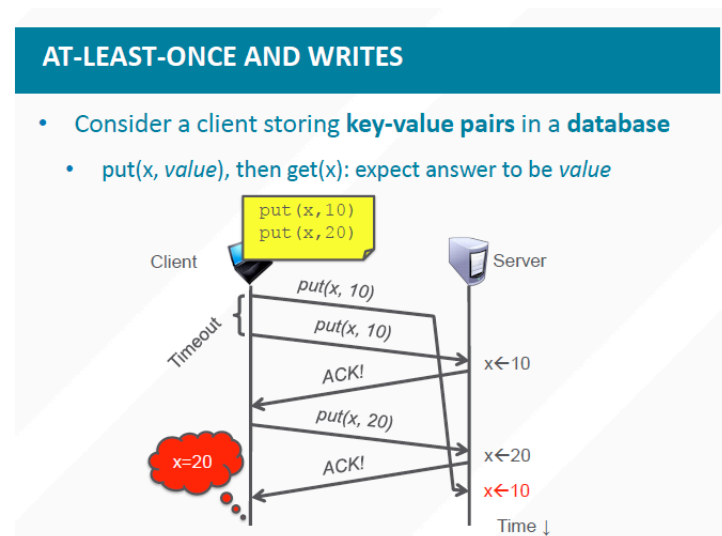 AT-LEAST-ONCE AND WRITES
• Consider a client storing key-value pairs in a database
• put(x, value), then get(x): expect answer to be value
put(x,10)
put(x,20)
Client
Server
put(x, 10)
Timeout
put(x, 10)
x←10
ACK!
put(x, 20)
x←20
x=20
ACK!
x←10
Time ↓